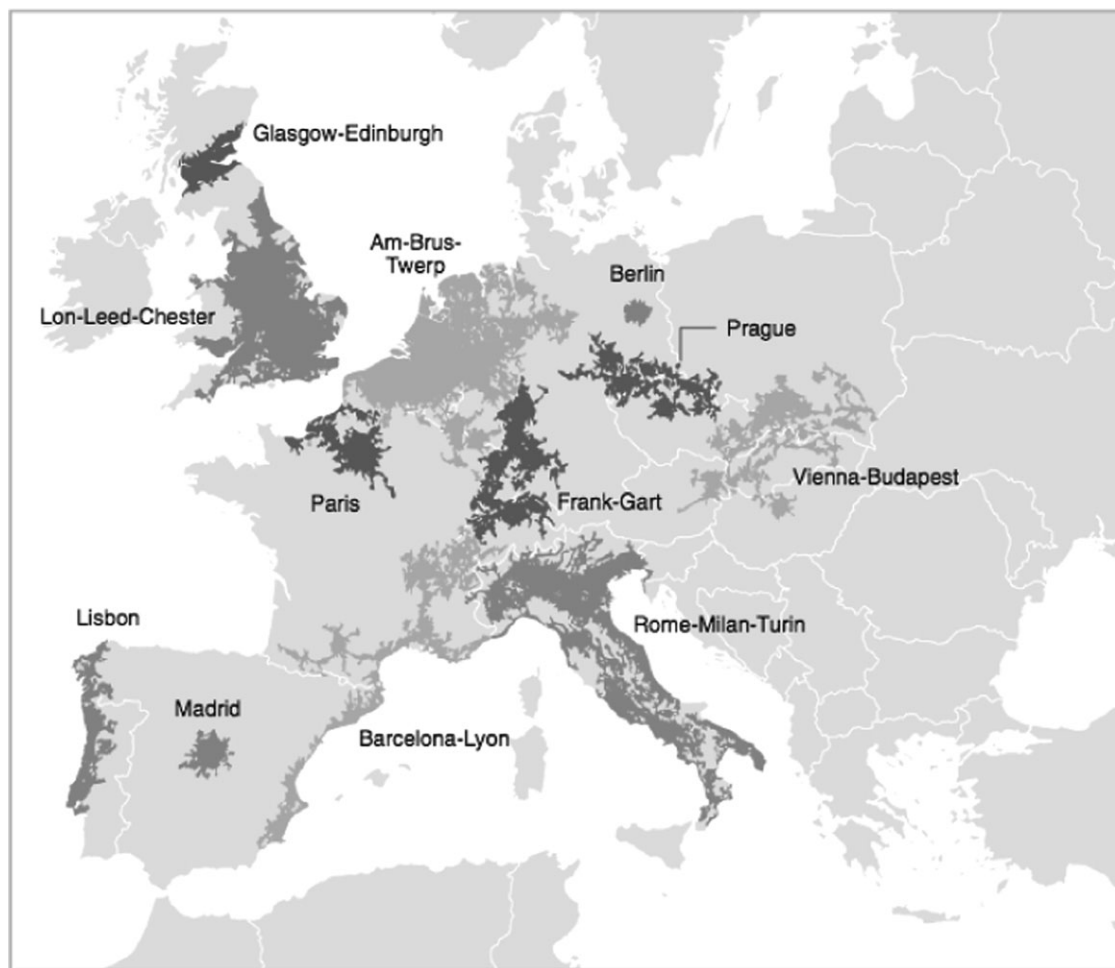 Glasgow-Edinburgh
Am-Brus-
Twerp
Berlin
Lon-Leed-Chester
Prague
Vienna-Budapest
Paris
Frank-Gart
Lisbon
Rome-Milan-Turin
Madrid
Barcelona-Lyon